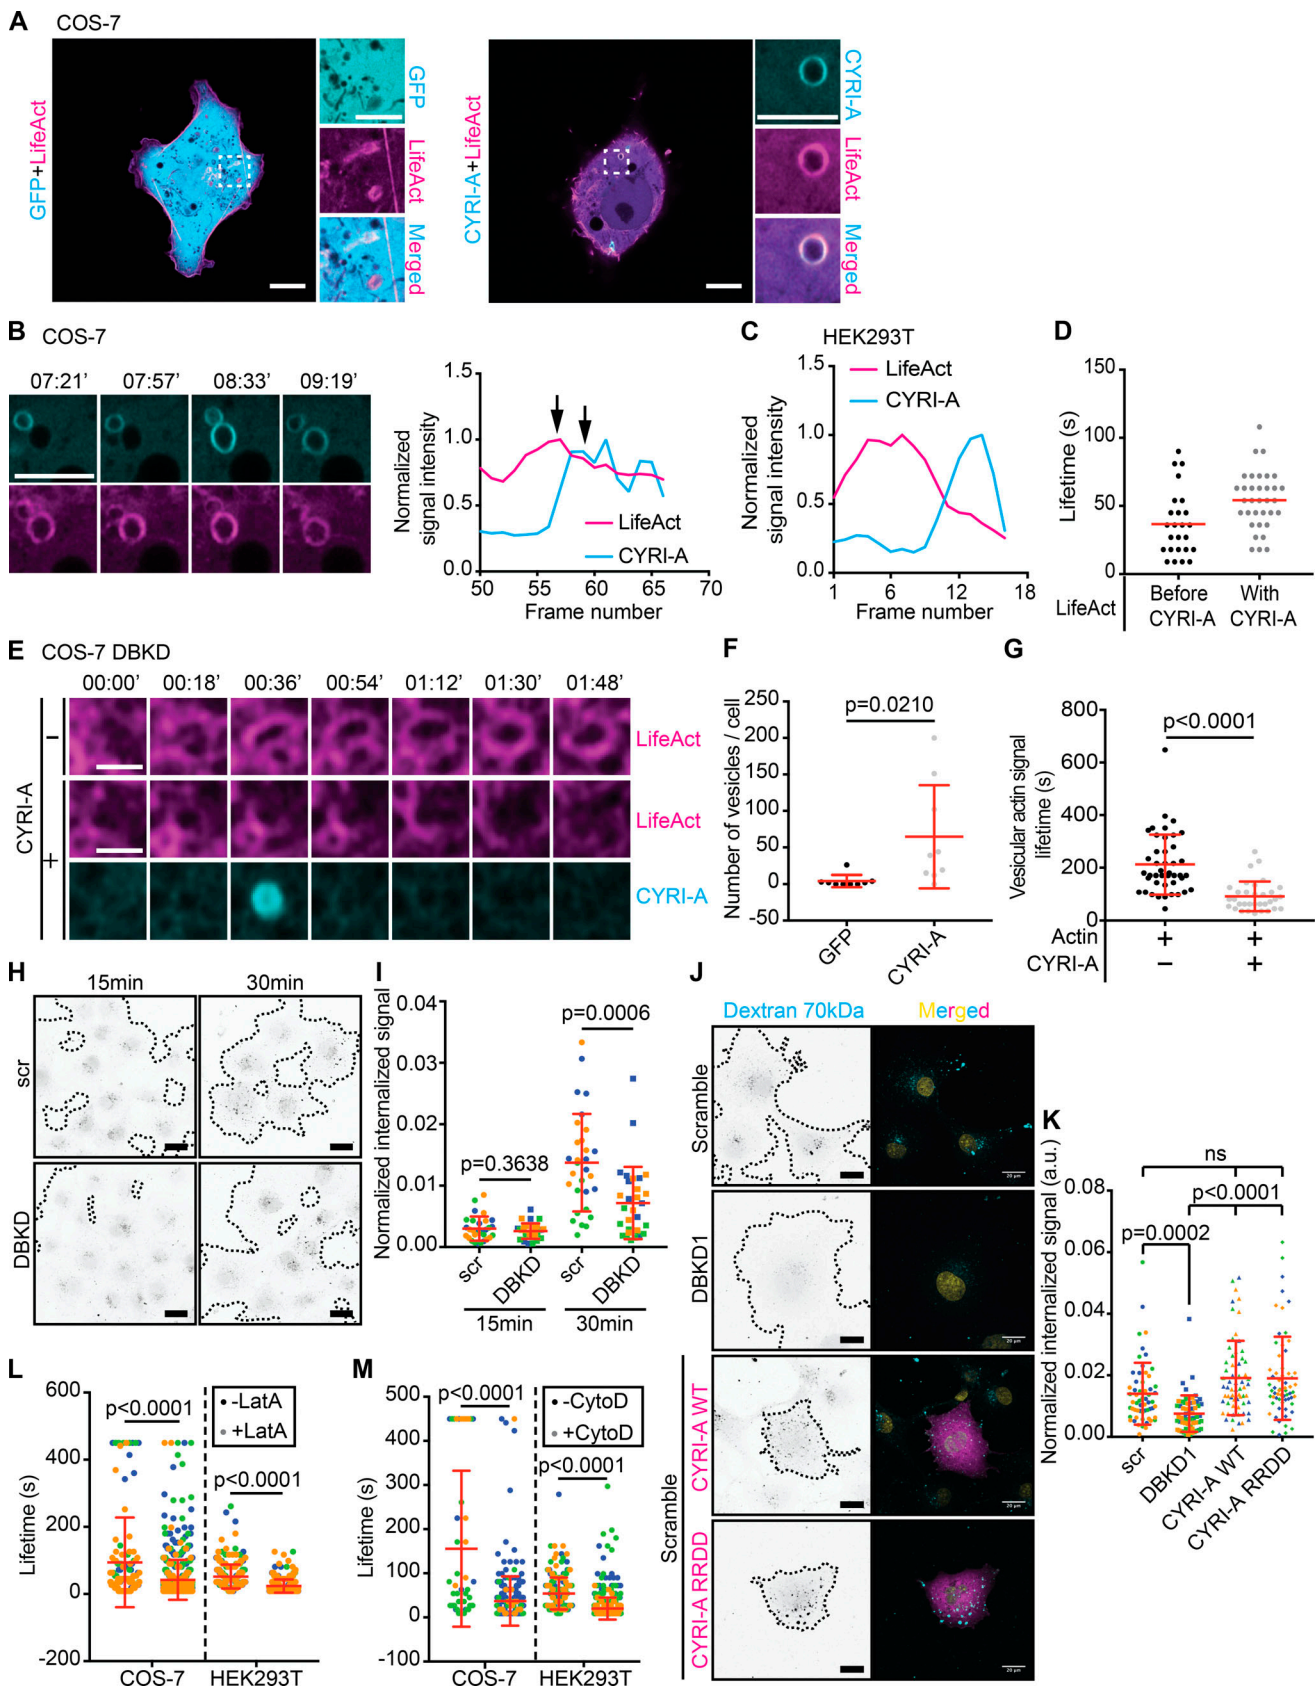 A COS-7
GFP+LifeAct
GFP
LifeAct
Merged
CYRI-A+LifeAct
CYRI-A
LifeAct
Merged
B COS-7
07:21' 07:57' 08:33' 09:19'
Normalized
signal intensity
1.5
1.0
0.5
0.0
50 55 60 65 70
Frame number
LifeAct
CYRI-A
C HEK293T
Normalized
signal intensity
1.5
1.0
0.5
0.0
1 6 12 18
Frame number
LifeAct
CYRI-A
D
Lifetime (s)
150
100
50
0
LifeAct
Before
CYRI-A
With
CYRI-A
E COS-7 DBKD
00:00' 00:18' 00:36' 00:54' 01:12' 01:30' 01:48'
CYRI-A
−
+
LifeAct
LifeAct
CYRI-A
F
Number of vesicles / cell
250
200
150
100
50
0
-50
p=0.0210
GFP
CYRI-A
G
Vesicular actin signal
lifetime (s)
800
600
400
200
0
p<0.0001
Actin + +
CYRI-A − +
H
15min 30min
scr
DBKD
I
Normalized internalized signal
0.04
0.03
0.02
0.01
0.00
p=0.3638
p=0.0006
scr
DBKD
scr
DBKD
15min 30min
J
Dextran 70kDa Merged
Scramble
DBKD1
Scramble
CYRI-A WT
CYRI-A RRDD
20 µm
20 µm
20 µm
20 µm
K
Normalized internalized signal (a.u.)
0.08
0.06
0.04
0.02
0.00
ns
p<0.0001
p=0.0002
scr
DBKD1
CYRI-A WT
CYRI-A RRDD
L
Lifetime (s)
600
400
200
0
-200
p<0.0001
p<0.0001
-LatA
+LatA
COS-7 HEK293T
M
Lifetime (s)
500
400
300
200
100
0
-100
p<0.0001
p<0.0001
-CytoD
+CytoD
COS-7 HEK293T